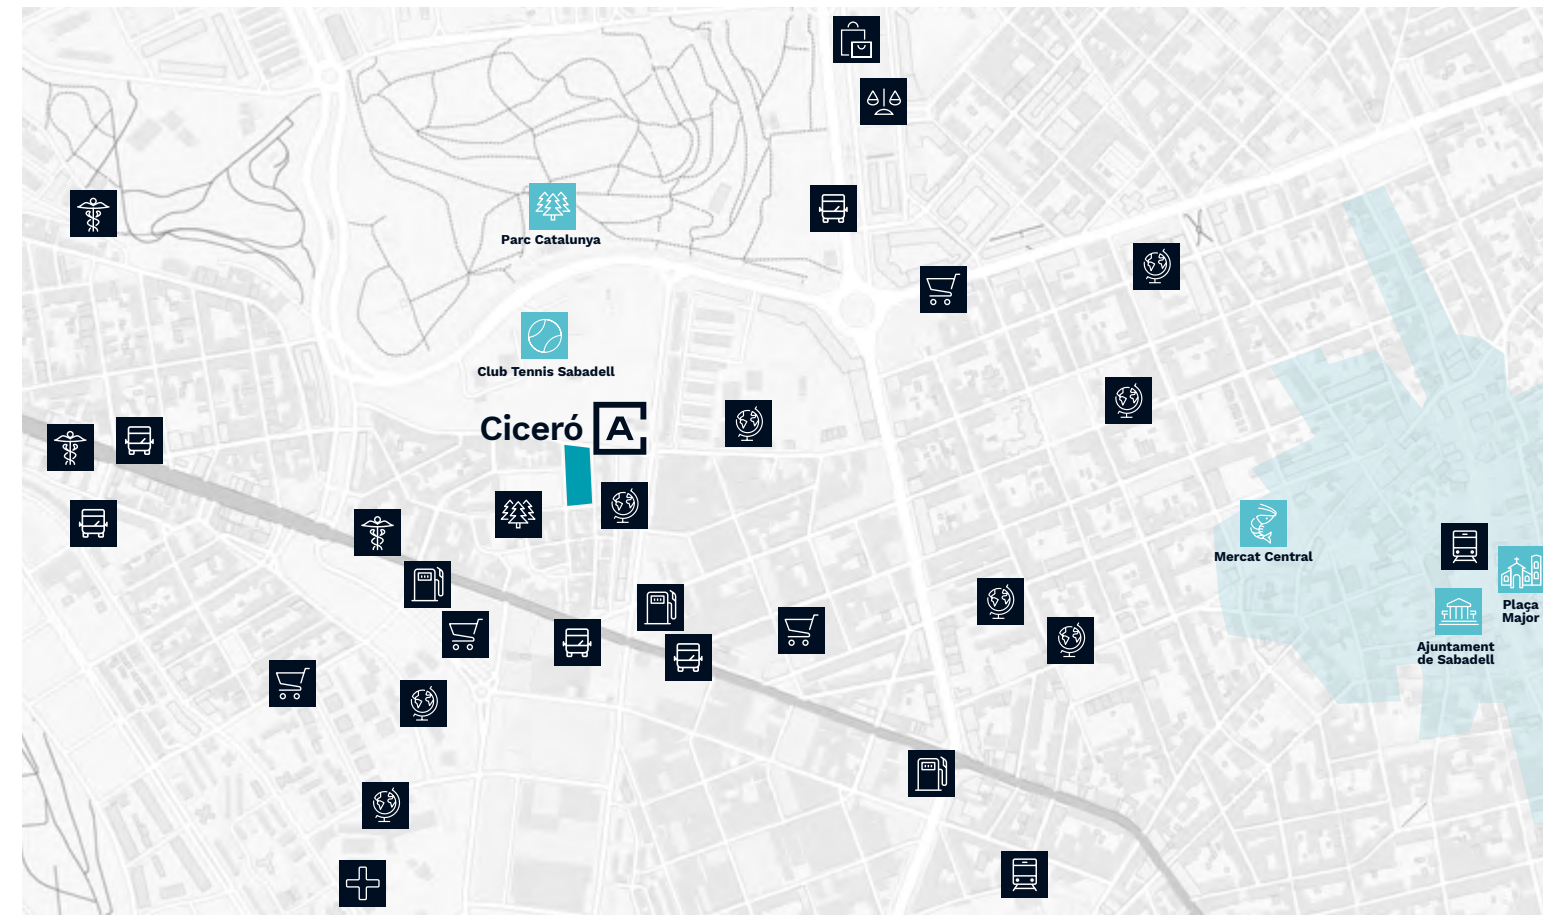 Parc Catalunya
Club Tennis Sabadell
Ciceró A
Mercat Central
Plaça
Major
Ajuntament
de Sabadell